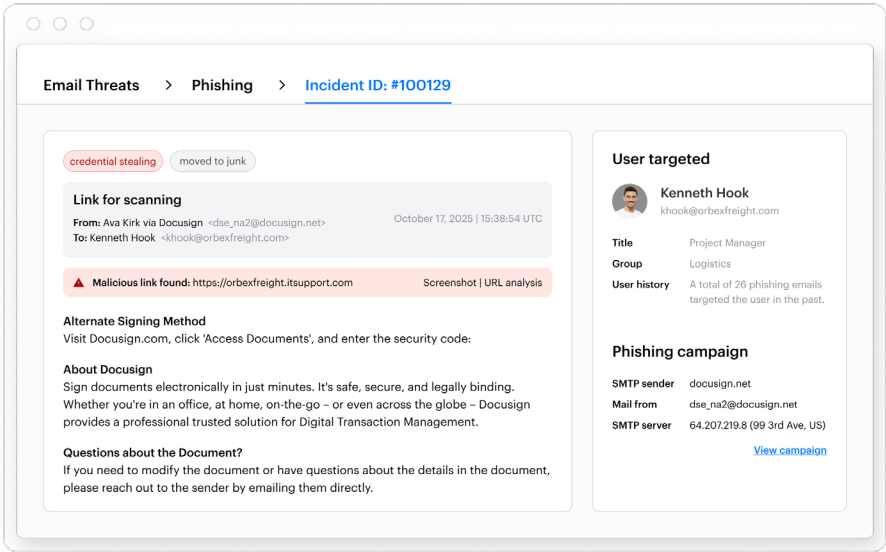 Email Threats > Phishing > Incident ID: #100129
credential stealing moved to junk
Link for scanning
From: Ava Kirk via Docusign <dse_na2@docusign.net>
October 17, 2025 | 15:38:54 UTC
To: Kenneth Hook <khook@orbexfreight.com>
Malicious link found: https://orbexfreight.itsupport.com Screenshot | URL analysis
Alternate Signing Method
Visit Docusign.com, click 'Access Documents', and enter the security code:
About Docusign
Sign documents electronically in just minutes. It's safe, secure, and legally binding.
Whether you're in an office, at home, on-the-go – or even across the globe – Docusign
provides a professional trusted solution for Digital Transaction Management.
Questions about the Document?
If you need to modify the document or have questions about the details in the document,
please reach out to the sender by emailing them directly.
User targeted
Kenneth Hook
khook@orbexfreight.com
Title Project Manager
Group Logistics
User history A total of 26 phishing emails
targeted the user in the past.
Phishing campaign
SMTP sender docusign.net
Mail from dse_na2@docusign.net
SMTP server 64.207.219.8 (99 3rd Ave, US)
View campaign